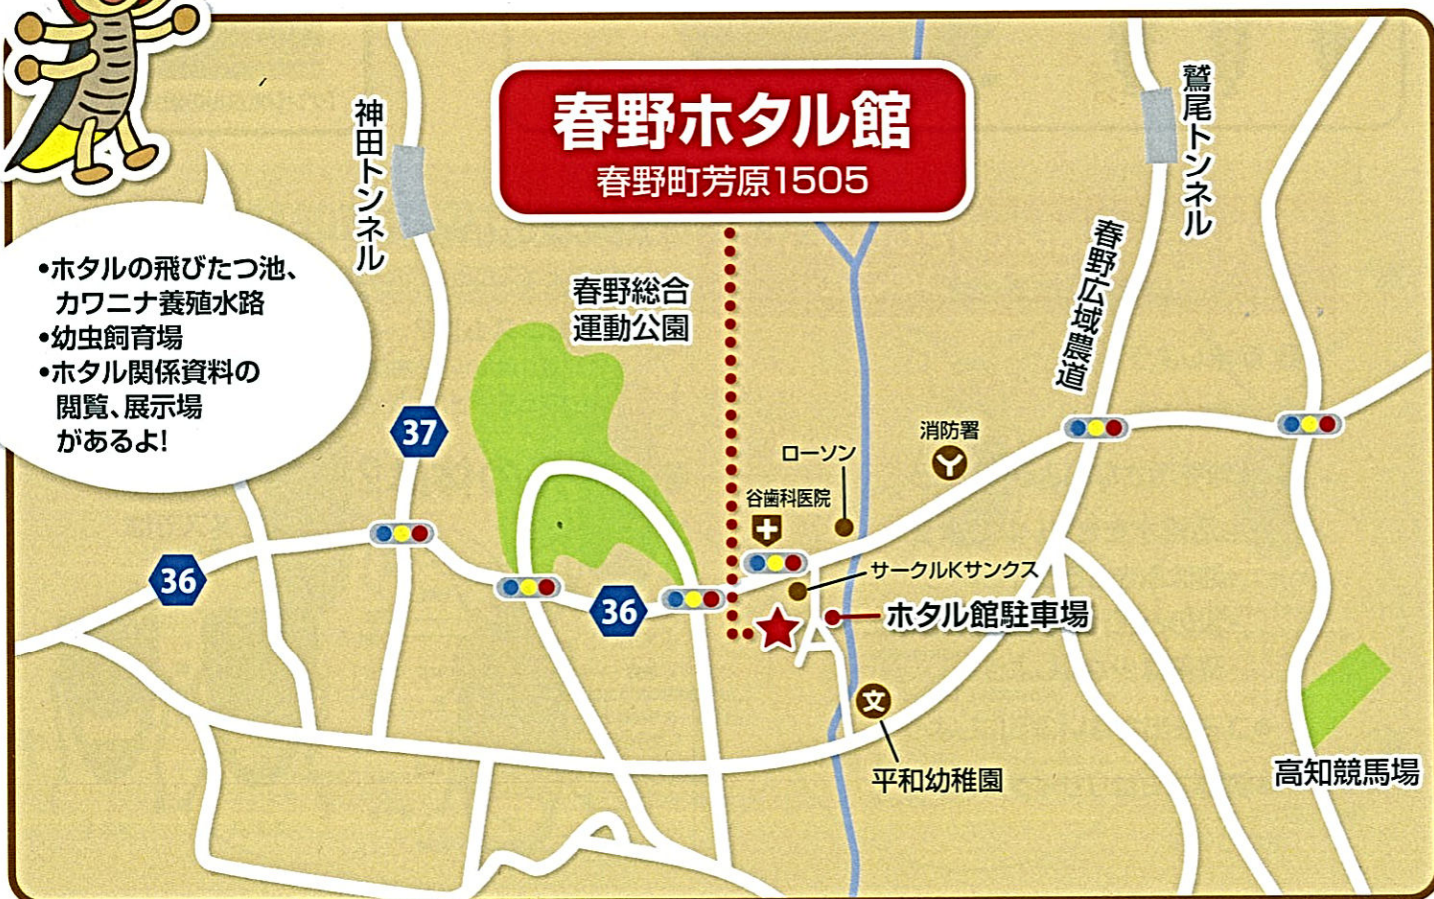 春野ホタル館
春野町芳原1505
神田トンネル
鷲尾トンネル
•ホタルの飛びたつ池、
カワニナ養殖水路
•幼虫飼育場
•ホタル関係資料の
閲覧、展示場
があるよ!
春野総合
運動公園
春野広域農道
37
消防署
ローソン
谷歯科医院
36
36
サークルKサンクス
ホタル館駐車場
文
平和幼稚園
高知競馬場